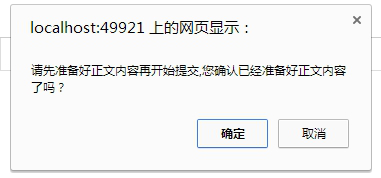 localhost:49921 上的网页显示：
请先准备好正文内容再开始提交,您确认已经准备好正文内容
了吗？
确定
取消